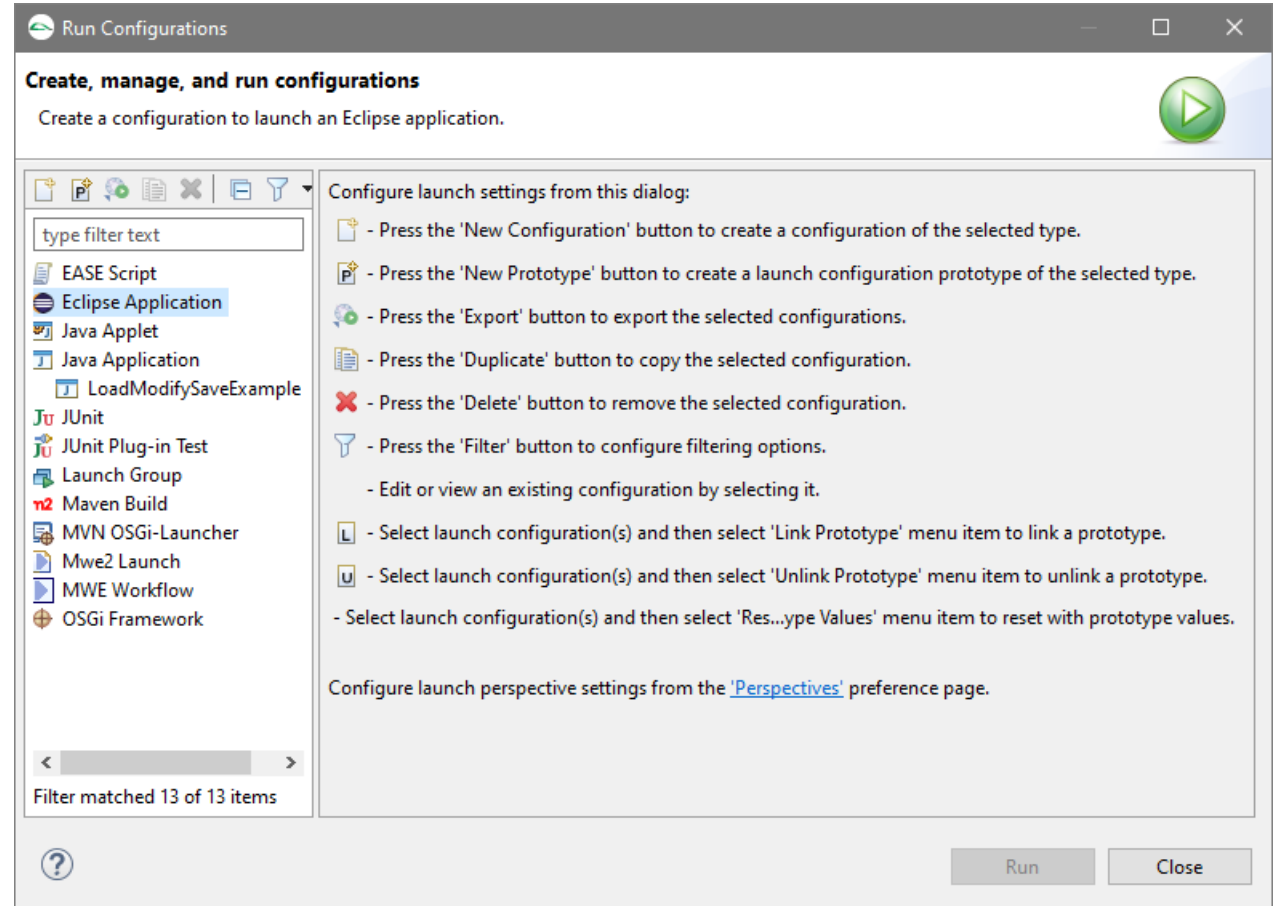 Run Configurations
Create, manage, and run configurations
Create a configuration to launch an Eclipse application.
type filter text
EASE Script
Eclipse Application
Java Applet
Java Application
LoadModifySaveExample
JUnit
JUnit Plug-in Test
Launch Group
Maven Build
MVN OSGi-Launcher
Mwe2 Launch
MWE Workflow
OSGi Framework
Filter matched 13 of 13 items
Configure launch settings from this dialog:
- Press the 'New Configuration' button to create a configuration of the selected type.
- Press the 'New Prototype' button to create a launch configuration prototype of the selected type.
- Press the 'Export' button to export the selected configurations.
- Press the 'Duplicate' button to copy the selected configuration.
- Press the 'Delete' button to remove the selected configuration.
- Press the 'Filter' button to configure filtering options.
- Edit or view an existing configuration by selecting it.
- Select launch configuration(s) and then select 'Link Prototype' menu item to link a prototype.
- Select launch configuration(s) and then select 'Unlink Prototype' menu item to unlink a prototype.
- Select launch configuration(s) and then select 'Res...ype Values' menu item to reset with prototype values.
Configure launch perspective settings from the 'Perspectives' preference page.
Run
Close